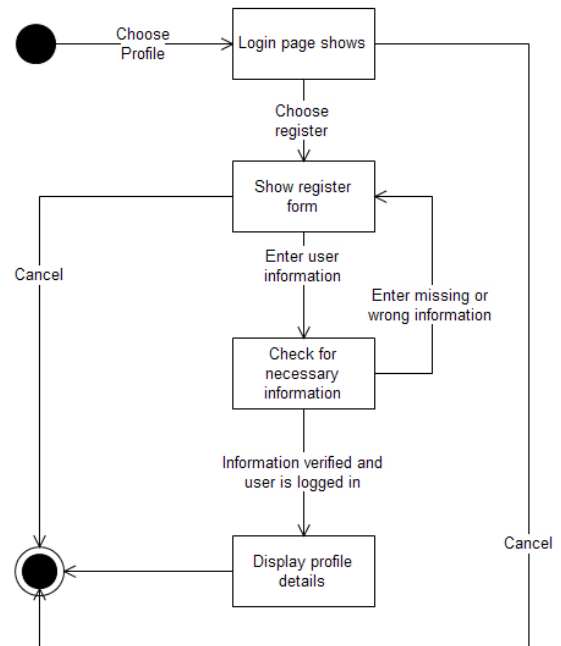 Choose
Profile
Login page shows
Choose
register
Show register
form
Cancel
Enter user
information
Enter missing or
wrong information
Check for
necessary
information
Information verified and
user is logged in
Cancel
Display profile
details